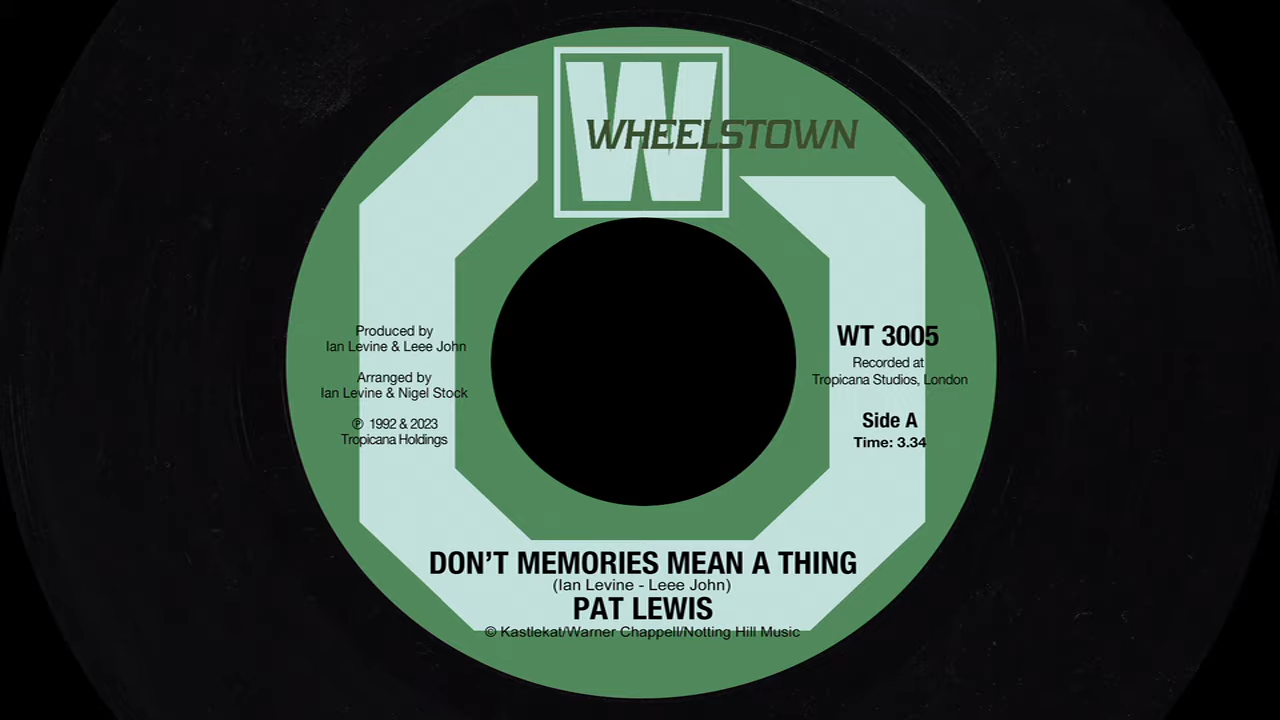 W
WHEELSTOWN
Produced by
Ian Levine & Leee John
Arranged by
Ian Levine & Nigel Stock
℗ 1992 & 2023
Tropicana Holdings
WT 3005
Recorded at
Tropicana Studios, London
Side A
Time: 3.34
DON'T MEMORIES MEAN A THING
(Ian Levine - Leee John)
PAT LEWIS
© Kastlekat/Warner Chappell/Notting Hill Music